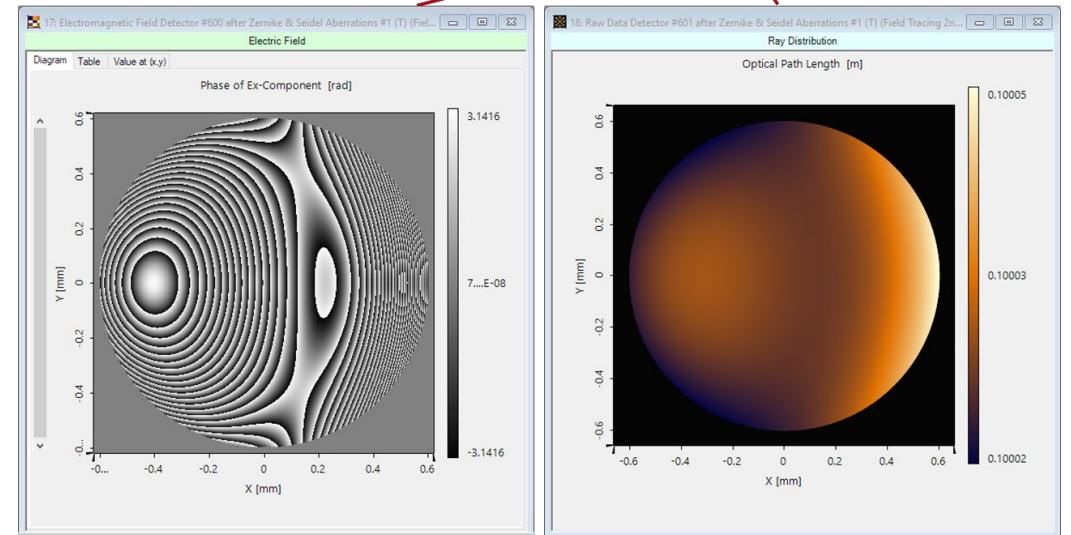 17: Electromagnetic Field Detector #600 after Zernike & Seidel Aberrations #1 (T) (Fiel...
Electric Field
Diagram Table Value at (x,y)
Phase of Ex-Component [rad]
3.1416
7....E-08
-3.1416
0.6
0.4
0.2
0
-0.2
-0.4
-0...
Y [mm]
-0... -0.4 -0.2 0 0.2 0.4 0.6
X [mm]
18: Raw Data Detector #601 after Zernike & Seidel Aberrations #1 (T) (Field Tracing 2n...
Ray Distribution
Optical Path Length [m]
0.10005
0.10003
0.10002
0.6
0.4
0.2
0
-0.2
-0.4
-0.6
Y [mm]
-0.6 -0.4 -0.2 0 0.2 0.4 0.6
X [mm]